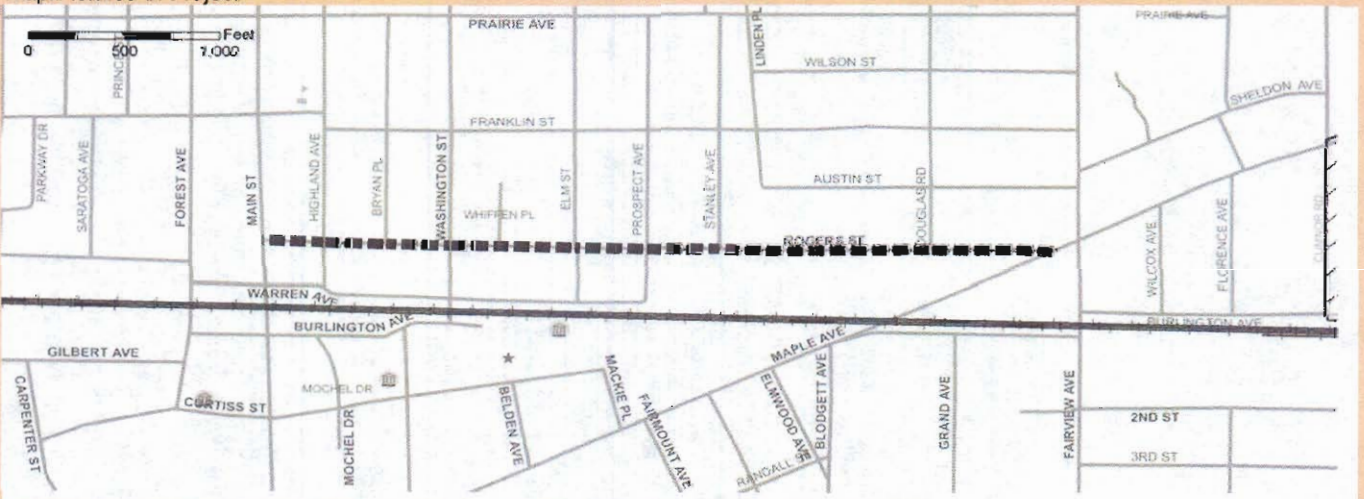 Feet
0 500 1,000
PRAIRIE AVE
PRAIRIE AVE
LINDEN PL
WILSON ST
SHELDON AVE
FRANKLIN ST
PARKWAY DR
SARATOGA AVE
FOREST AVE
MAIN ST
HIGHLAND AVE
BRYAN PL
WASHINGTON ST
WHIFFEN PL
ELM ST
PROSPECT AVE
STANLEY AVE
AUSTIN ST
DOUGLAS RD
ROGERS ST
WILCOX AVE
FLORENCE AVE
WARREN AVE
BURLINGTON AVE
BURLINGTON AVE
GILBERT AVE
MAPLE AVE
CARPENTER ST
CURTISS ST
MOCHEL DR
MOCHEL DR
BELDEN AVE
MACKIE PL
FAIRMOUNT AVE
ELMWOOD AVE
BLODGETT AVE
RANDALL ST
GRAND AVE
FAIRVIEW AVE
2ND ST
3RD ST